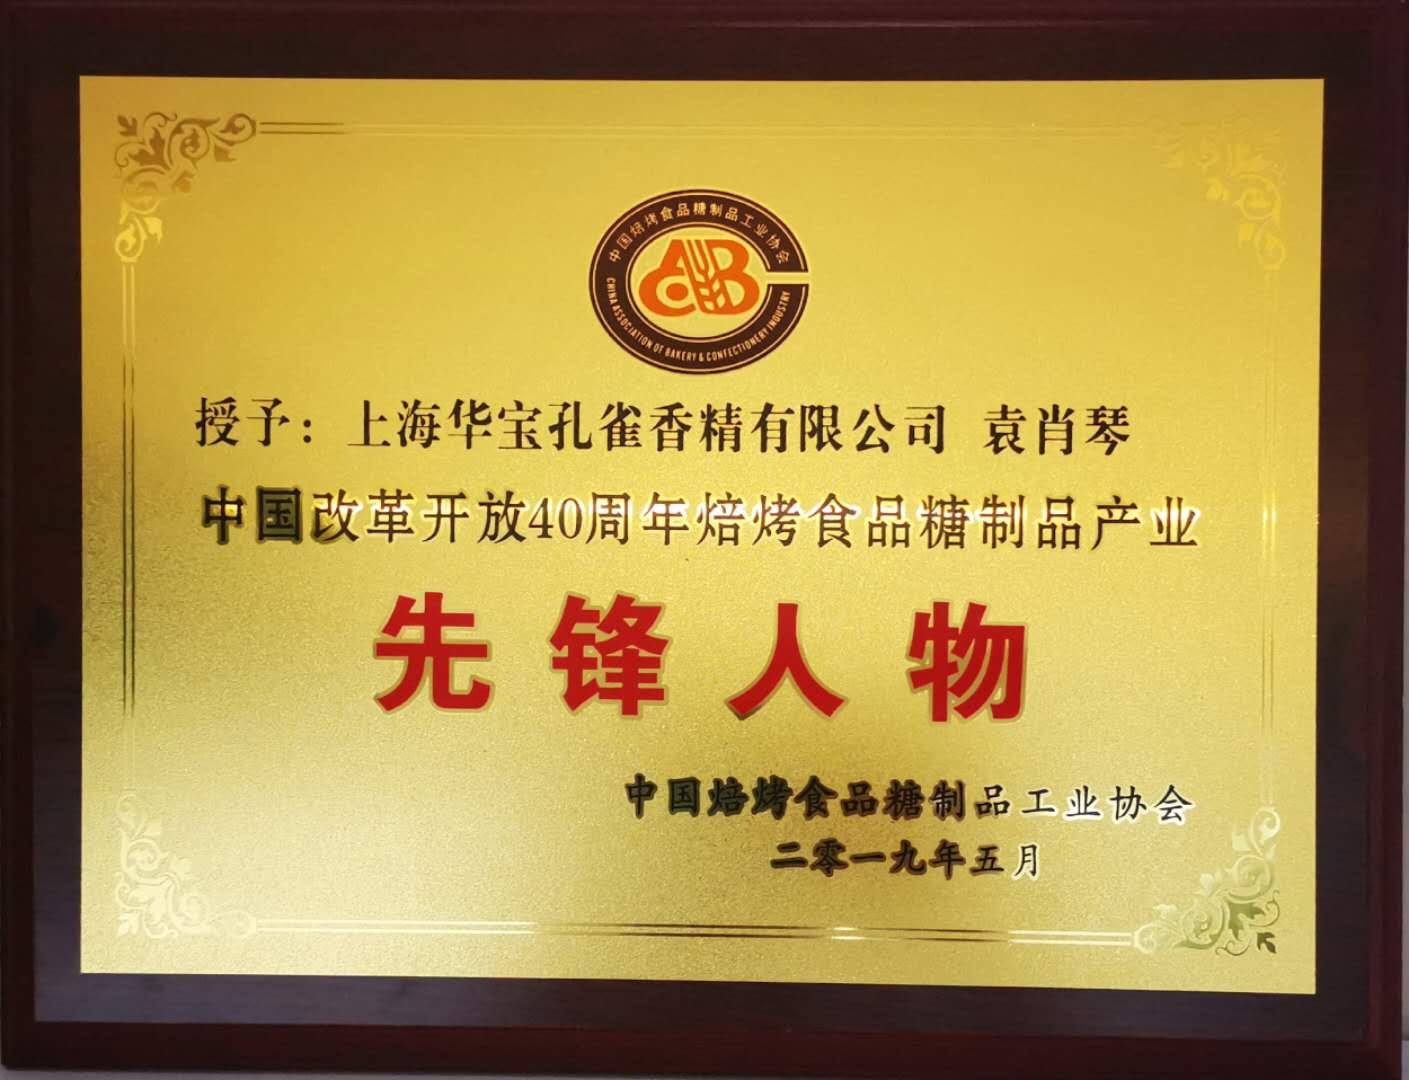 中国焙烤食品糖制品工业协会
CABC
CHINA ASSOCIATION OF BAKERY & CONFECTIONERY INDUSTRY
授予：上海华宝孔雀香精有限公司 袁肖琴
中国改革开放40周年焙烤食品糖制品产业
先锋人物
中国焙烤食品糖制品工业协会
二零一九年五月